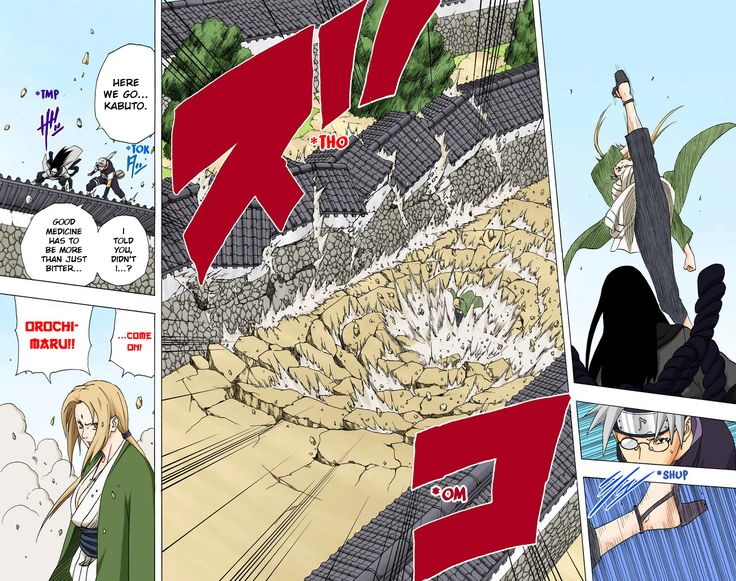 *SHUP
ズ
*THO
コ
*OM
HERE
WE GO...
KABUTO.
*TOK
*TMP
I
TOLD
YOU,
DIDN'T
I...?
GOOD
MEDICINE
HAS TO
BE MORE
THAN JUST
BITTER...
...COME
ON!
OROCHI-
MARU!!